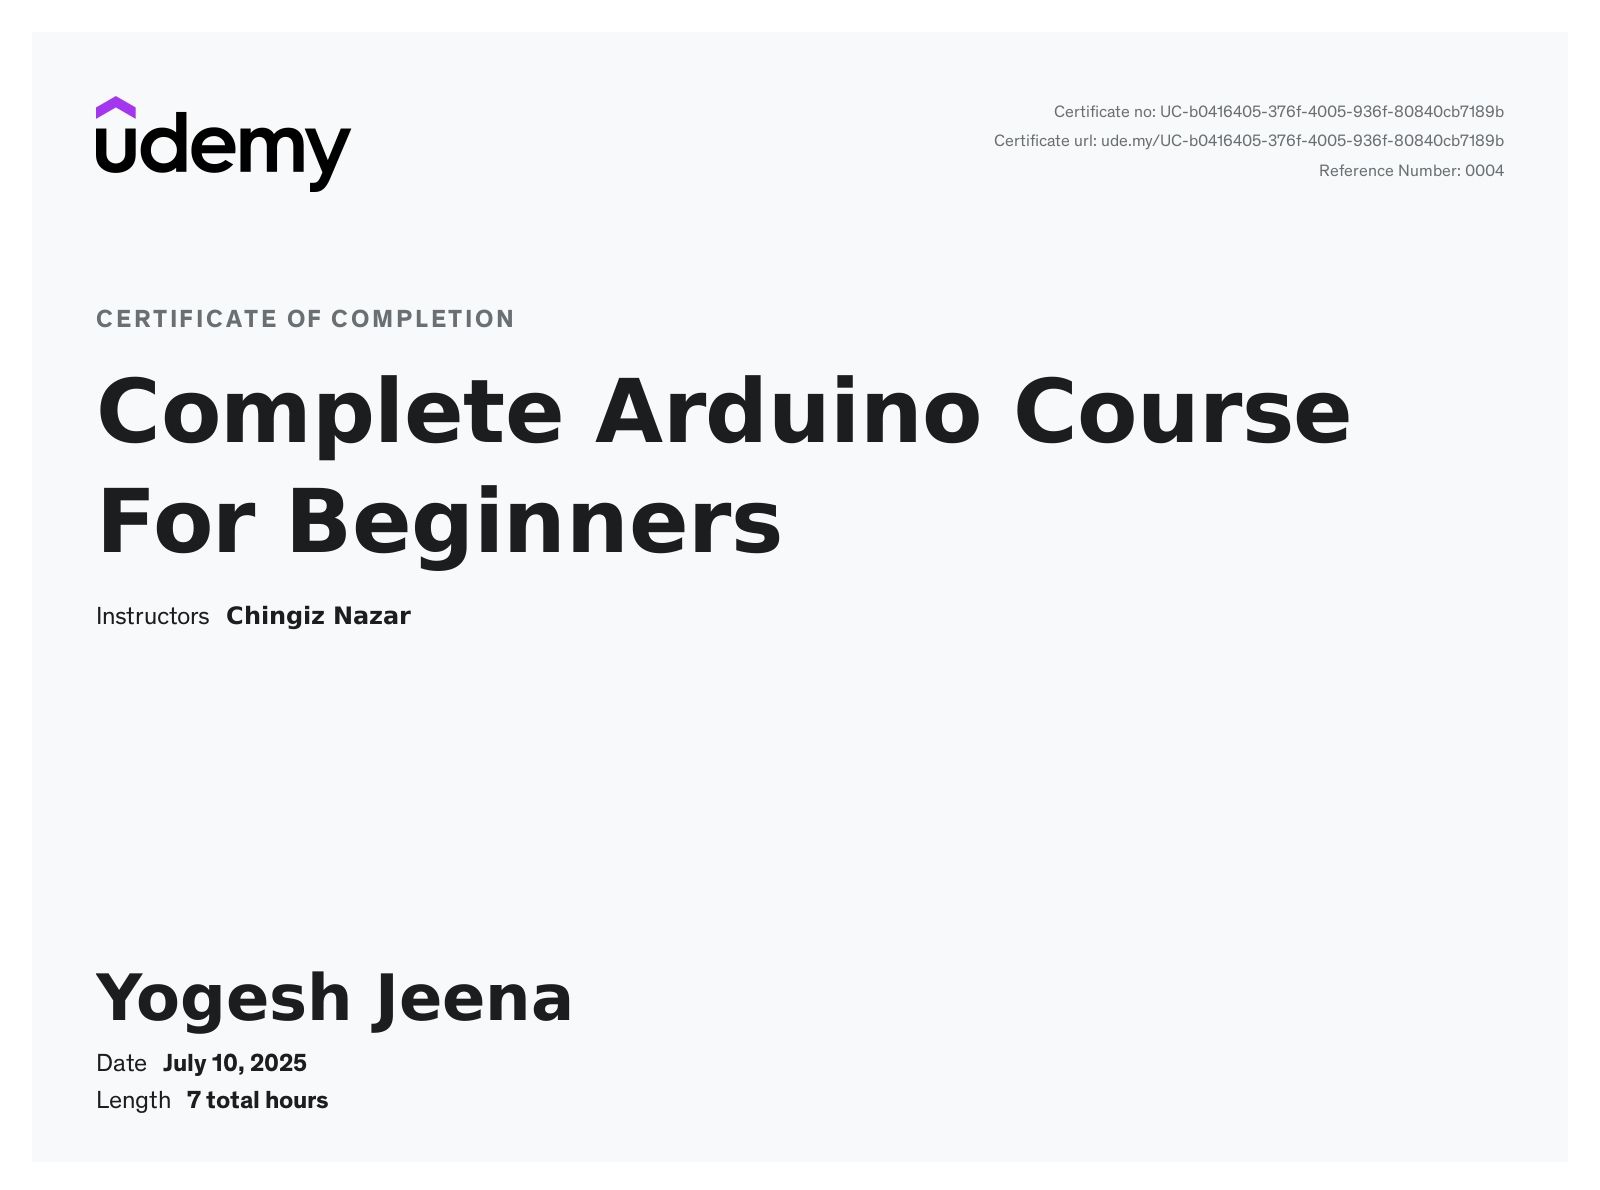 udemy
Certificate no: UC-b0416405-376f-4005-936f-80840cb7189b
Certificate url: ude.my/UC-b0416405-376f-4005-936f-80840cb7189b
Reference Number: 0004
CERTIFICATE OF COMPLETION
Complete Arduino Course
For Beginners
Instructors Chingiz Nazar
Yogesh Jeena
Date July 10, 2025
Length 7 total hours